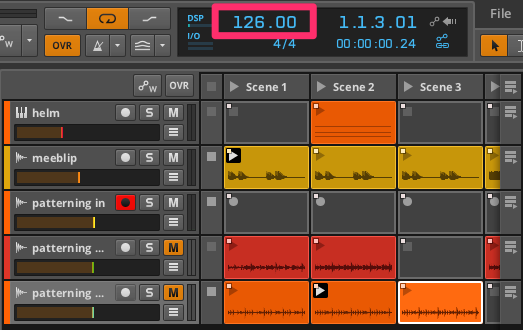 File
DSP
I/O
126.00
4/4
1.1.3.01
00:00:00.24
W
OVR
W
OVR
Scene 1
Scene 2
Scene 3
helm
S
M
meeblip
S
M
patterning in
S
M
patterning ...
S
M
patterning ...
S
M